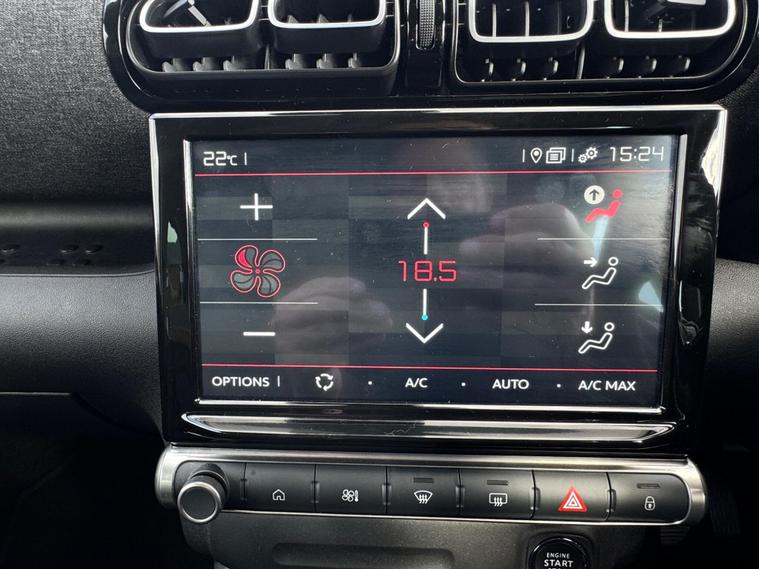 22°C
15:24
18.5
OPTIONS A/C AUTO A/C MAX
ENGINE
START